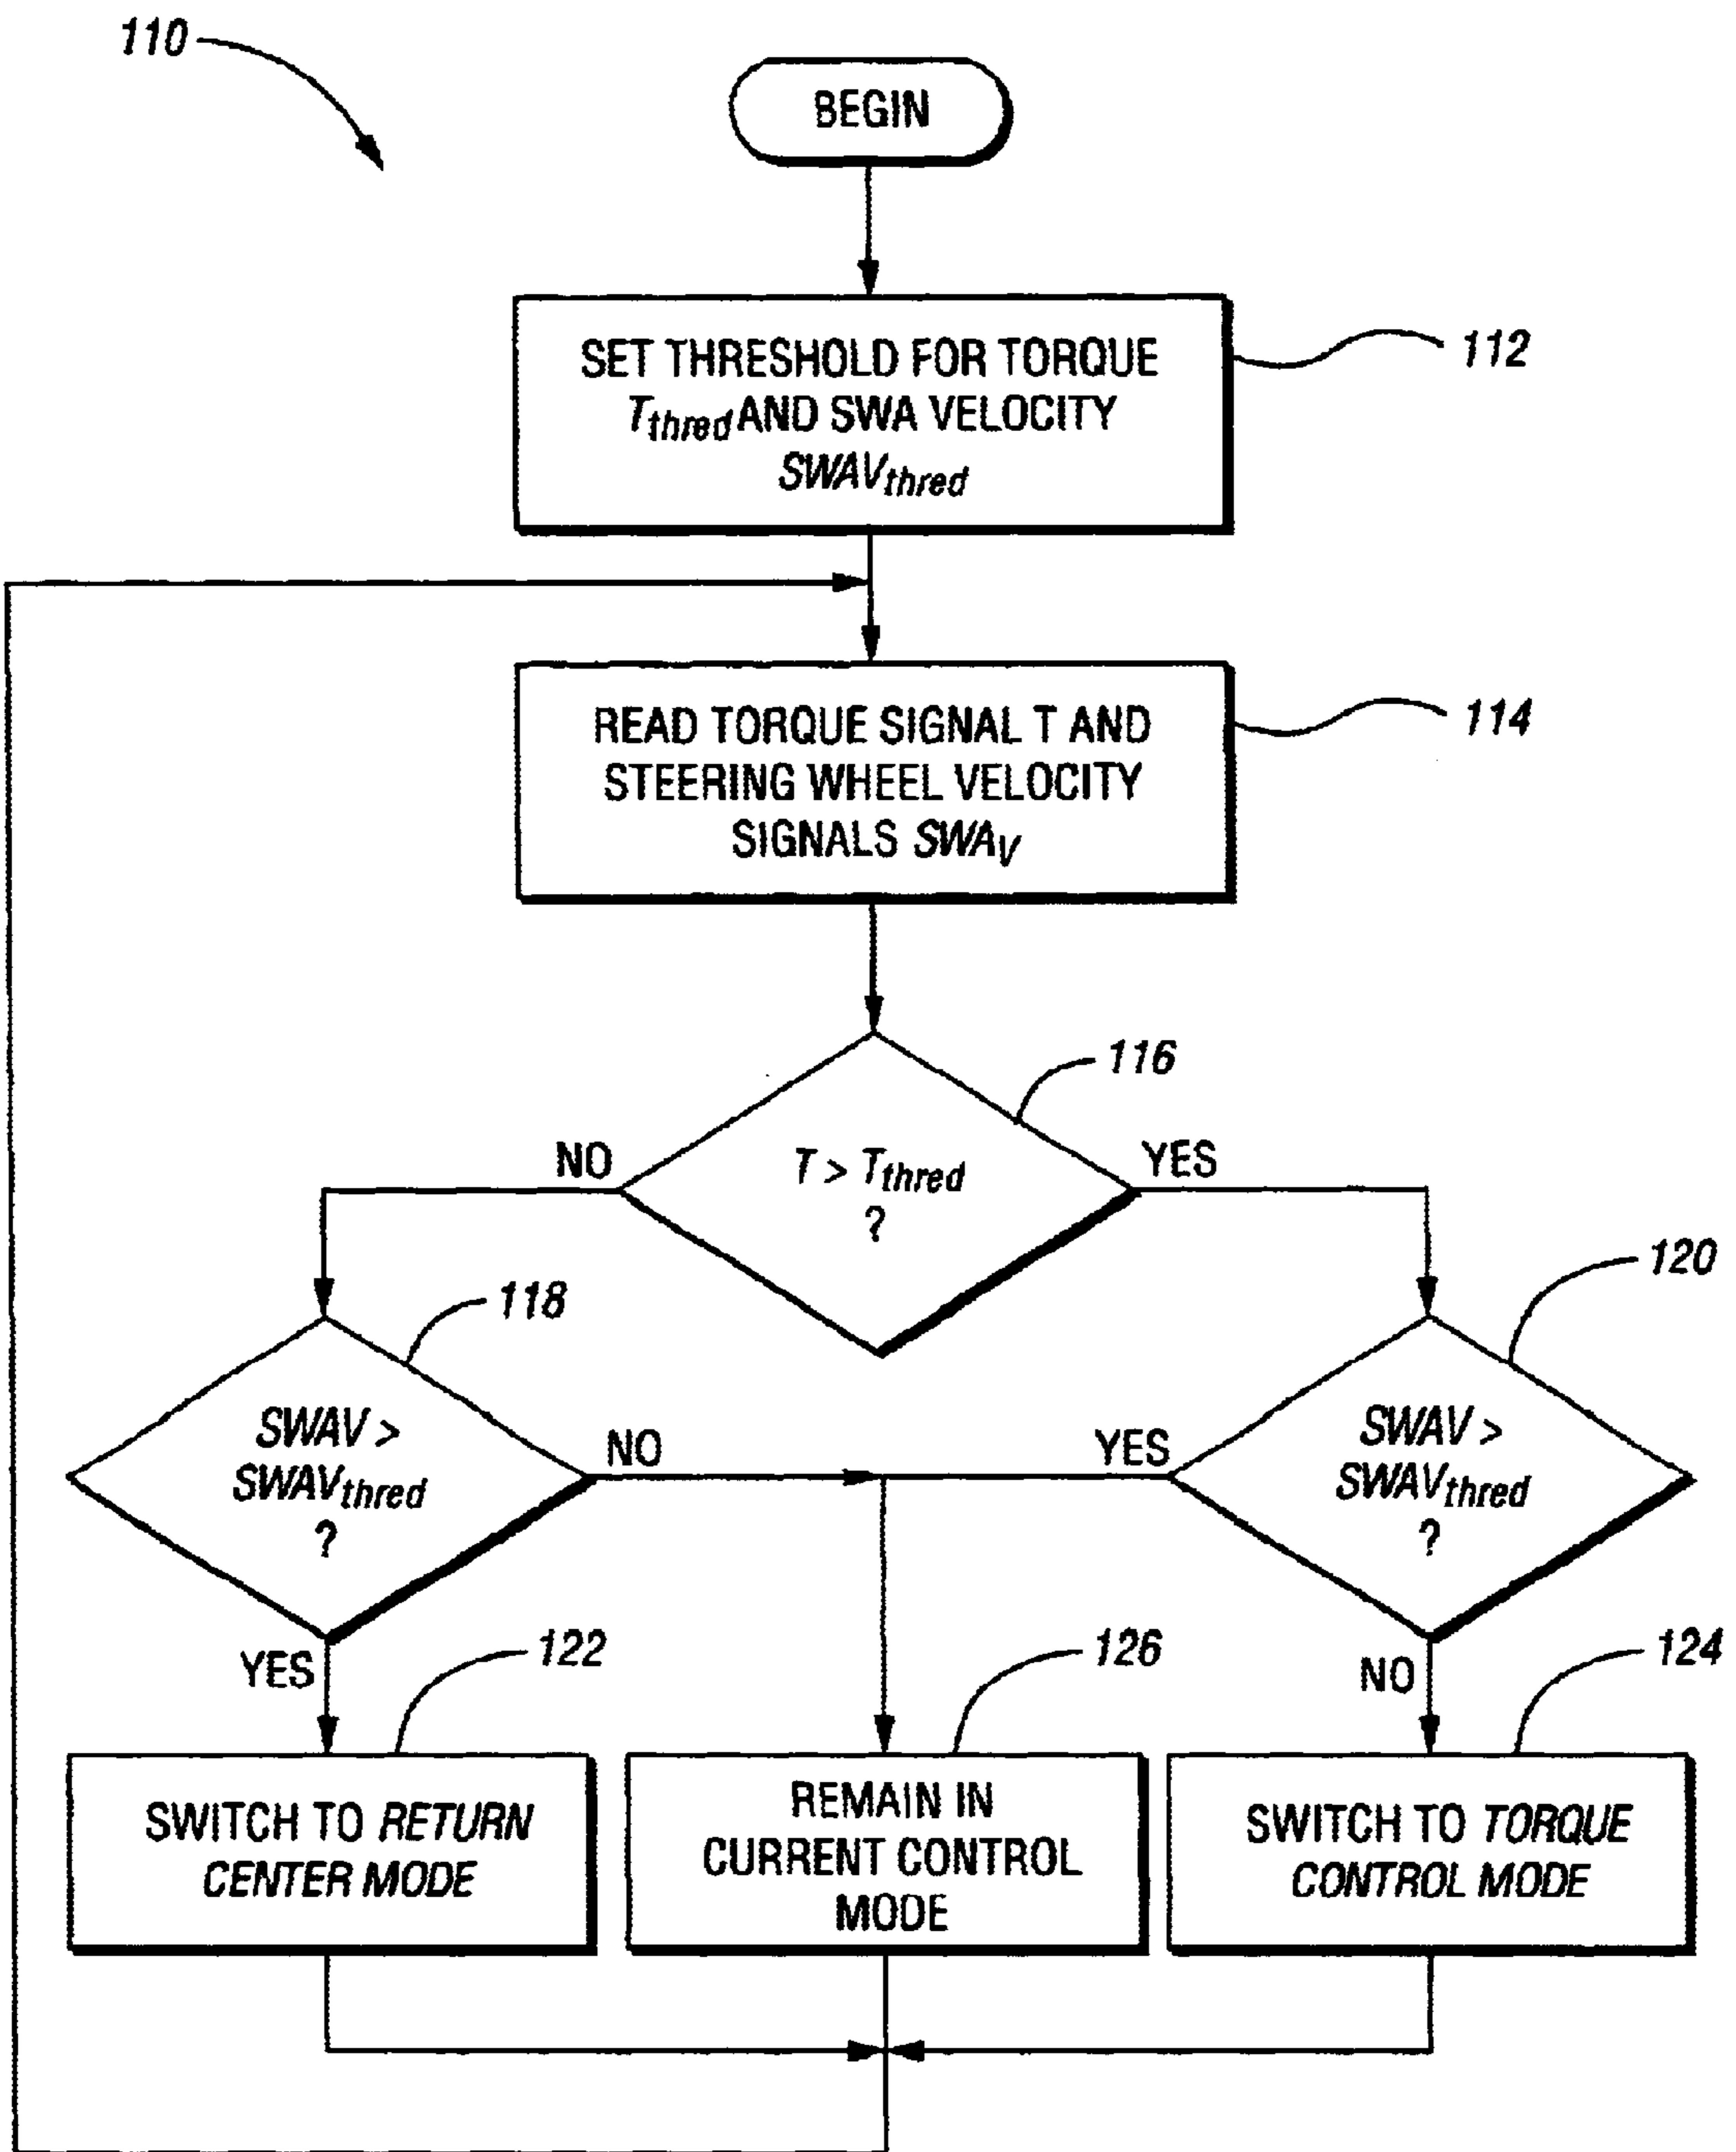 110
BEGIN
SET THRESHOLD FOR TORQUE
Tthred AND SWA VELOCITY
SWAVthred
112
READ TORQUE SIGNAL T AND
STEERING WHEEL VELOCITY
SIGNALS SWAV
114
116
NO
T > Tthred
?
YES
118
SWAV >
SWAVthred
?
NO
YES
120
SWAV >
SWAVthred
?
YES
NO
122
SWITCH TO RETURN
CENTER MODE
126
REMAIN IN
CURRENT CONTROL
MODE
124
SWITCH TO TORQUE
CONTROL MODE